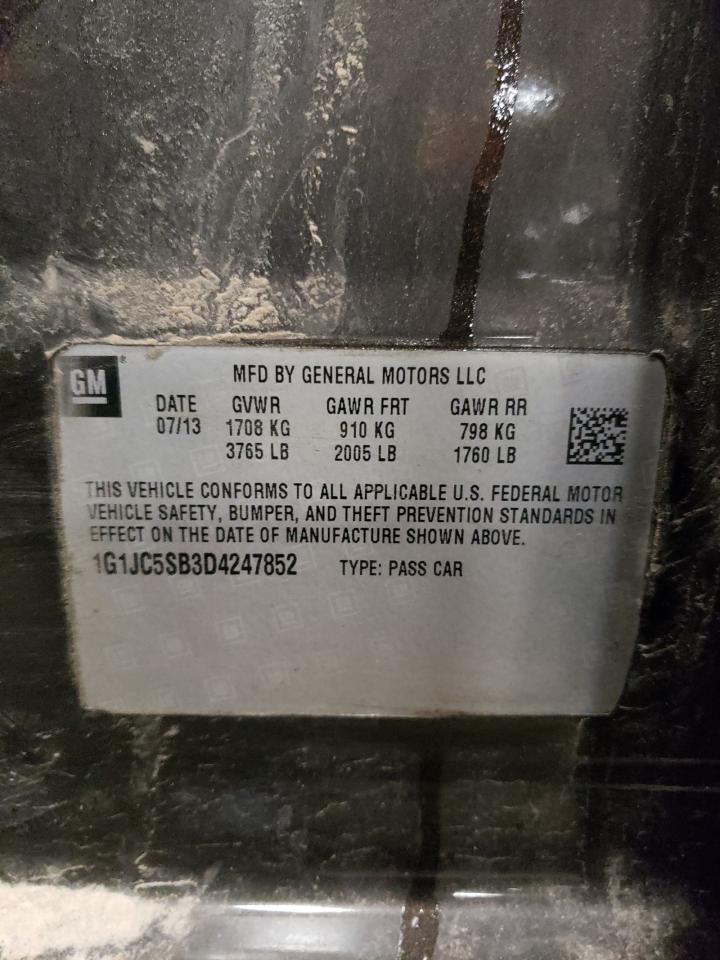 GM
MFD BY GENERAL MOTORS LLC
DATE GVWR GAWR FRT GAWR RR
07/13 1708 KG 910 KG 798 KG
3765 LB 2005 LB 1760 LB
THIS VEHICLE CONFORMS TO ALL APPLICABLE U.S. FEDERAL MOTOR
VEHICLE SAFETY, BUMPER, AND THEFT PREVENTION STANDARDS IN
EFFECT ON THE DATE OF MANUFACTURE SHOWN ABOVE.
1G1JC5SB3D4247852 TYPE: PASS CAR